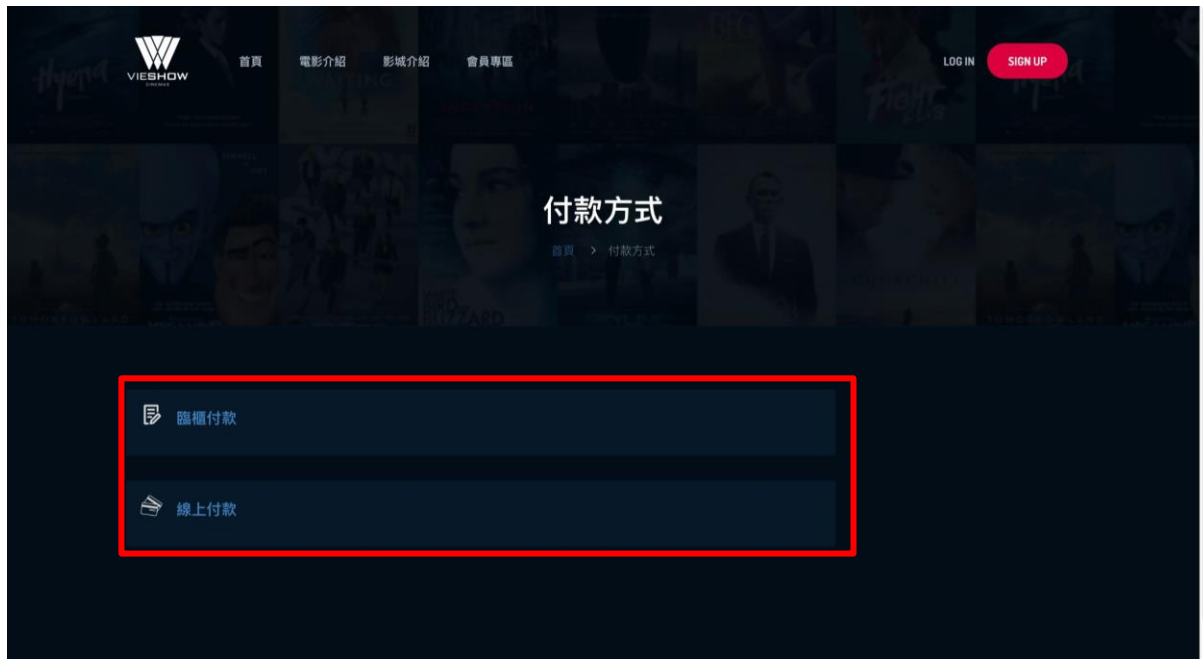 VIESHOW
CINEMAS
首頁 電影介紹 影城介紹 會員專區
LOG IN SIGN UP
付款方式
首頁 > 付款方式
臨櫃付款
線上付款